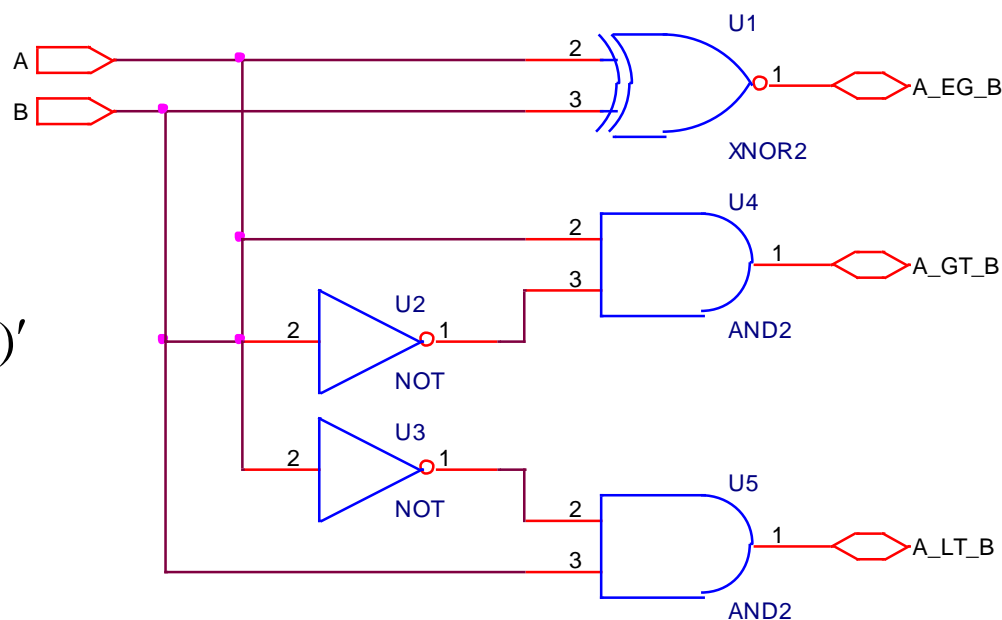 U1
A
2
1
A_EG_B
B
3
XNOR2
U4
2
1
A_GT_B
3
U2
AND2
)′
2
1
NOT
U3
2
1
NOT
U5
2
1
A_LT_B
3
AND2